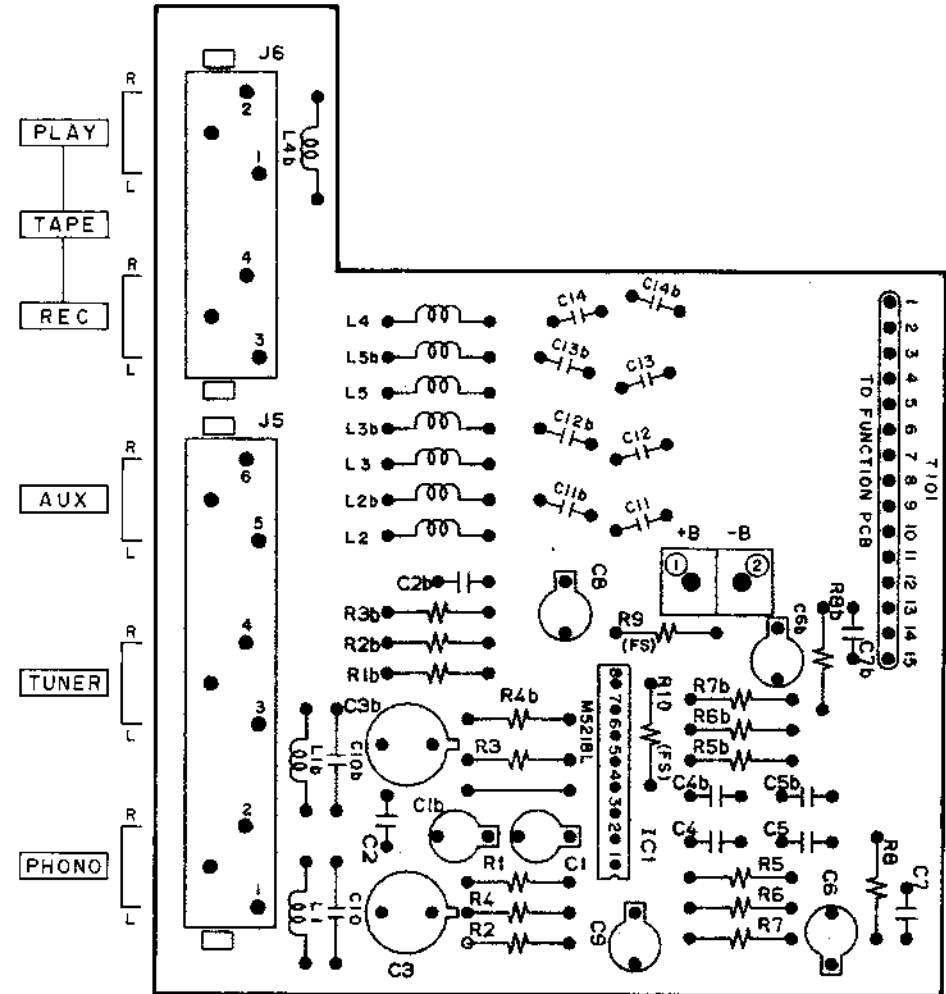 J6
R
2
PLAY
L4b
1
L
TAPE
R
4
REC
3
L
J5
6
R
5
AUX
L
4
R
TUNER
3
L
2
R
PHONO
1
L
L4
L5b
L5
L3b
L3
L2b
L2
C14
C14b
C13b
C13
C12b
C12
C11b
C11
1
2
3
4
5
6
7
8
9
10
11
12
13
14
15
TO FUNCTION PCB
T101
+B
-B
1
2
C2b
C8
R3b
R2b
R1b
R9
(FS)
C6b
R8b
C7b
C3b
R4b
R3
L1b
C10b
C1b
C2
R1
C1
M5218L
8
7
6
5
4
3
2
1
IC1
R10
(FS)
R7b
R6b
R5b
C4b
C5b
C4
C5
R5
R6
R7
C6
R8
C7
L1
C10
C3
R4
R2
C9